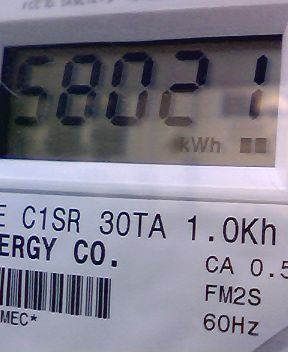 58021
kWh
E C1SR 30TA 1.0Kh
ERGY CO.
CA 0.5
FM2S
MEC*
60Hz